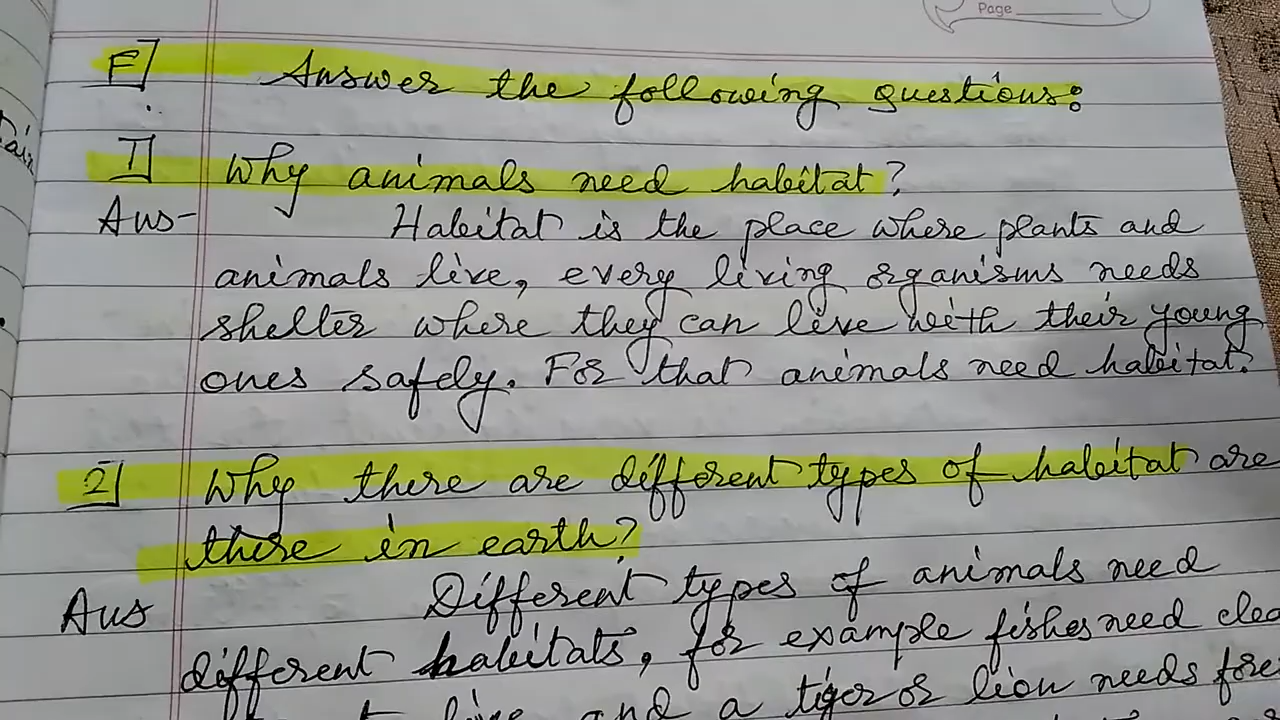 Page
F] Answer the following questions:
1] Why animals need habitat?
Ans- Habitat is the place where plants and
animals live, every living organisms needs
shelter where they can live with their young
ones safely. For that animals need habitat.
2] Why there are different types of habitat are
there in earth?
Ans Different types of animals need
different habitats, for example fishes need
live and a tiger or lion needs